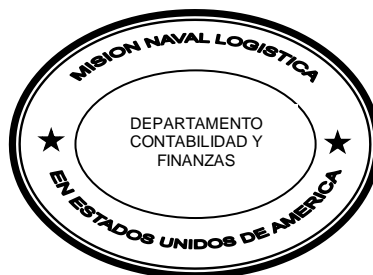 MISION NAVAL LOGISTICA
DEPARTAMENTO
CONTABILIDAD Y
FINANZAS
EN ESTADOS UNIDOS DE AMERICA